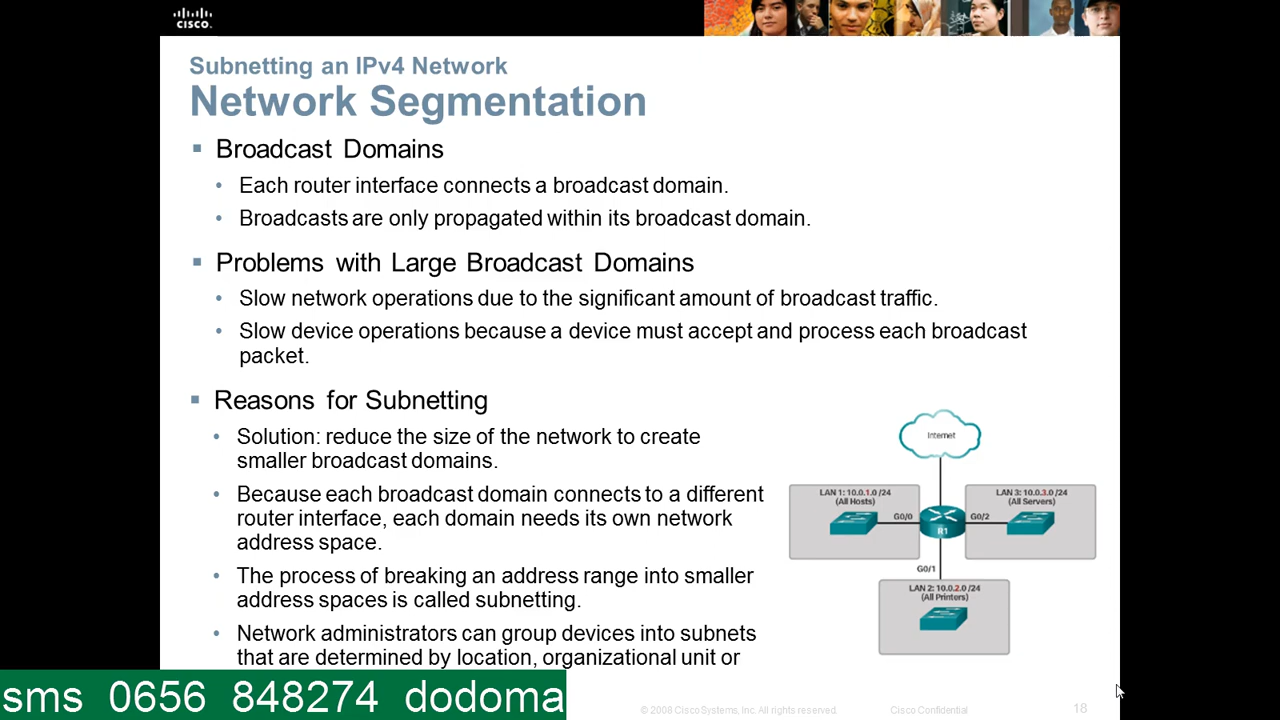 CISCO.
Subnetting an IPv4 Network
Network Segmentation
▪ Broadcast Domains
• Each router interface connects a broadcast domain.
• Broadcasts are only propagated within its broadcast domain.
▪ Problems with Large Broadcast Domains
• Slow network operations due to the significant amount of broadcast traffic.
• Slow device operations because a device must accept and process each broadcast
packet.
▪ Reasons for Subnetting
• Solution: reduce the size of the network to create
smaller broadcast domains.
• Because each broadcast domain connects to a different
router interface, each domain needs its own network
address space.
• The process of breaking an address range into smaller
address spaces is called subnetting.
• Network administrators can group devices into subnets
that are determined by location, organizational unit or
Internet
LAN 1: 10.0.1.0 /24
(All Hosts)
G0/0
R1
G0/2
LAN 3: 10.0.3.0 /24
(All Servers)
G0/1
LAN 2: 10.0.2.0 /24
(All Printers)
sms 0656 848274 dodoma
© 2008 Cisco Systems, Inc. All rights reserved.
Cisco Confidential
18